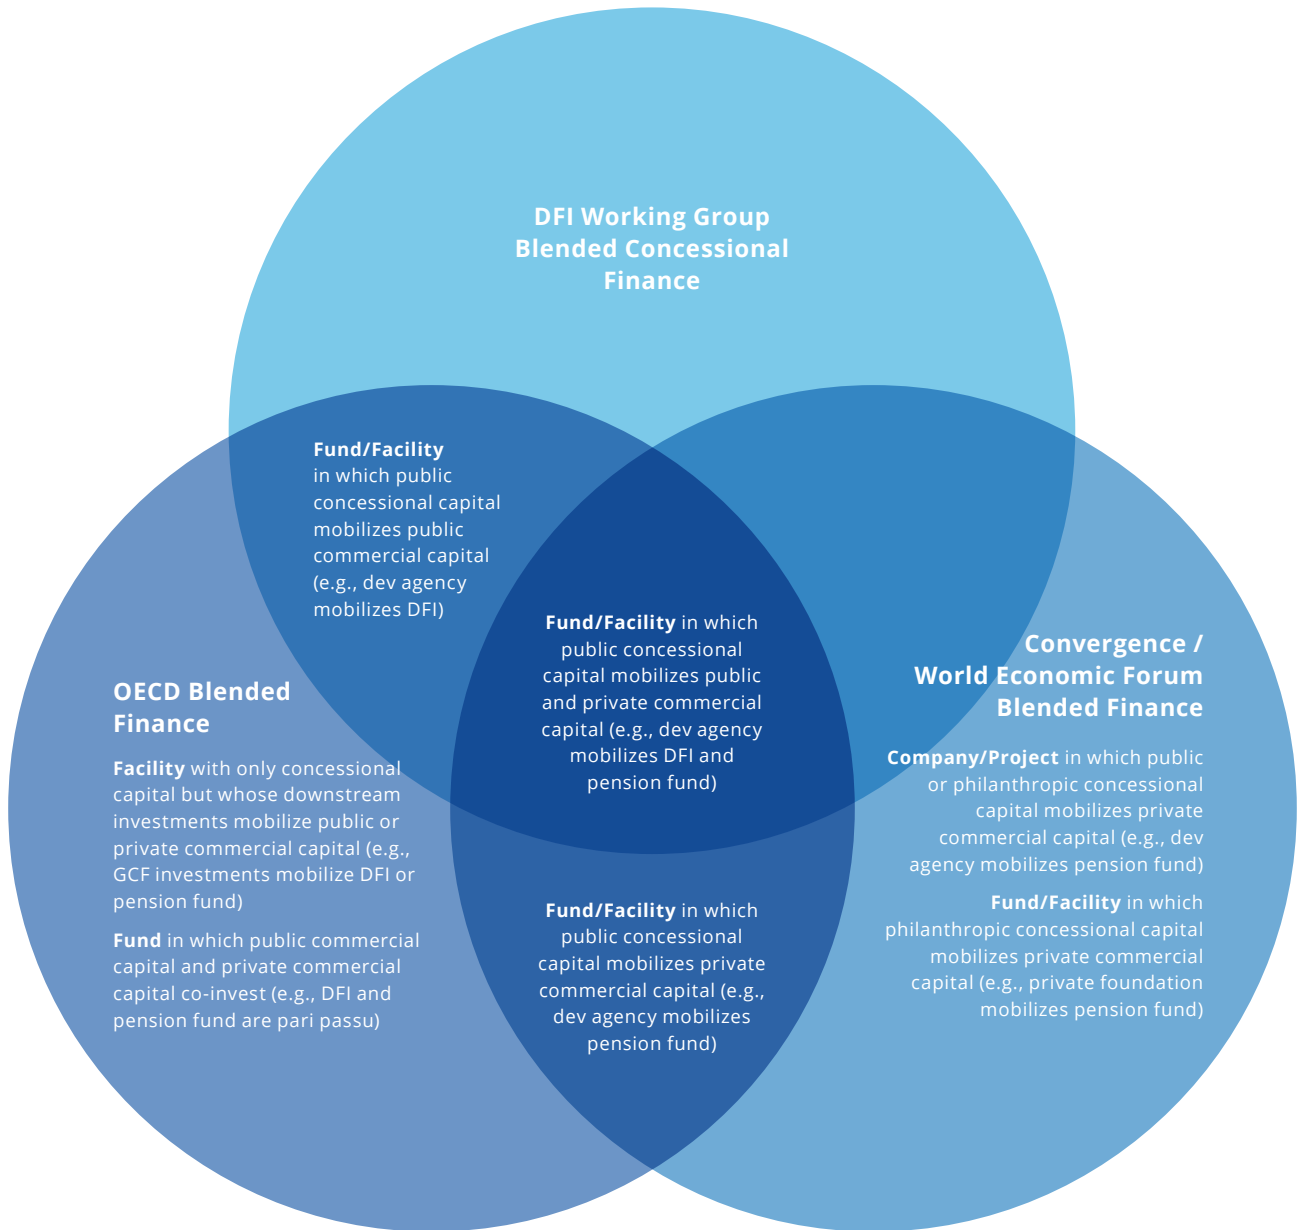 DFI Working Group
Blended Concessional
Finance
Fund/Facility
in which public
concessional capital
mobilizes public
commercial capital
(e.g., dev agency
mobilizes DFI)
Fund/Facility in which
public concessional
capital mobilizes public
and private commercial
capital (e.g., dev agency
mobilizes DFI and
pension fund)
OECD Blended
Finance
Facility with only concessional
capital but whose downstream
investments mobilize public or
private commercial capital (e.g.,
GCF investments mobilize DFI or
pension fund)
Fund in which public commercial
capital and private commercial
capital co-invest (e.g., DFI and
pension fund are pari passu)
Fund/Facility in which
public concessional
capital mobilizes private
commercial capital (e.g.,
dev agency mobilizes
pension fund)
Convergence /
World Economic Forum
Blended Finance
Company/Project in which public
or philanthropic concessional
capital mobilizes private
commercial capital (e.g., dev
agency mobilizes pension fund)
Fund/Facility in which
philanthropic concessional capital
mobilizes private commercial
capital (e.g., private foundation
mobilizes pension fund)